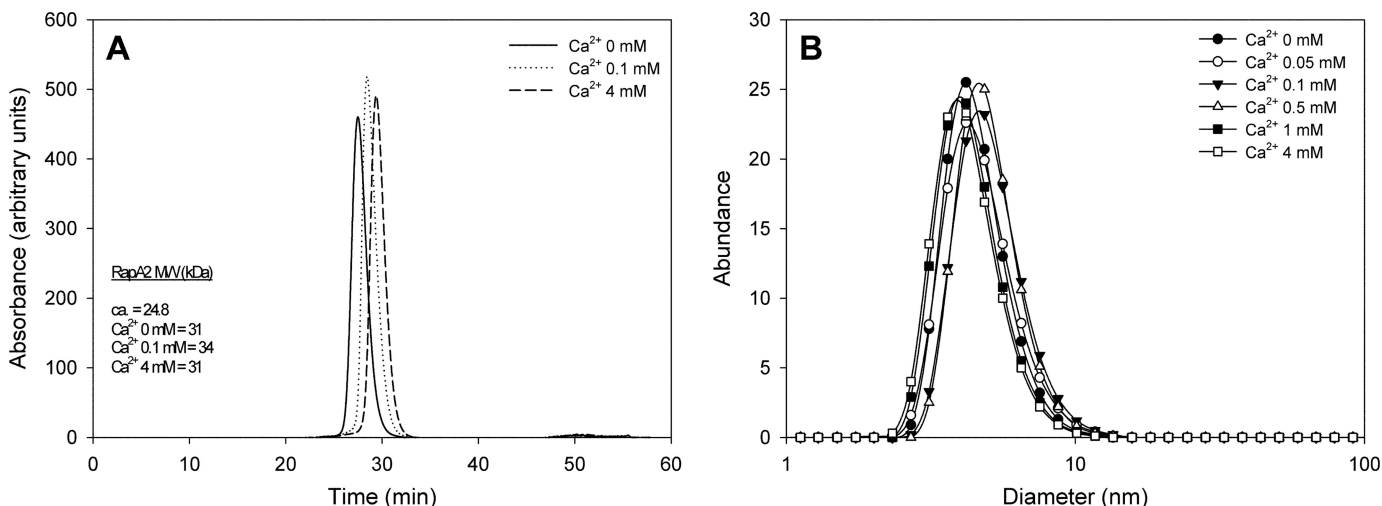 A
Absorbance (arbitrary units)
600
500
400
300
200
100
0
Ca2+ 0 mM
Ca2+ 0.1 mM
Ca2+ 4 mM
RapA2 MW (kDa)
ca. = 24.8
Ca2+ 0 mM = 31
Ca2+ 0.1 mM = 34
Ca2+ 4 mM = 31
0 10 20 30 40 50 60
Time (min)
B
Abundance
30
25
20
15
10
5
0
Ca2+ 0 mM
Ca2+ 0.05 mM
Ca2+ 0.1 mM
Ca2+ 0.5 mM
Ca2+ 1 mM
Ca2+ 4 mM
1 10 100
Diameter (nm)